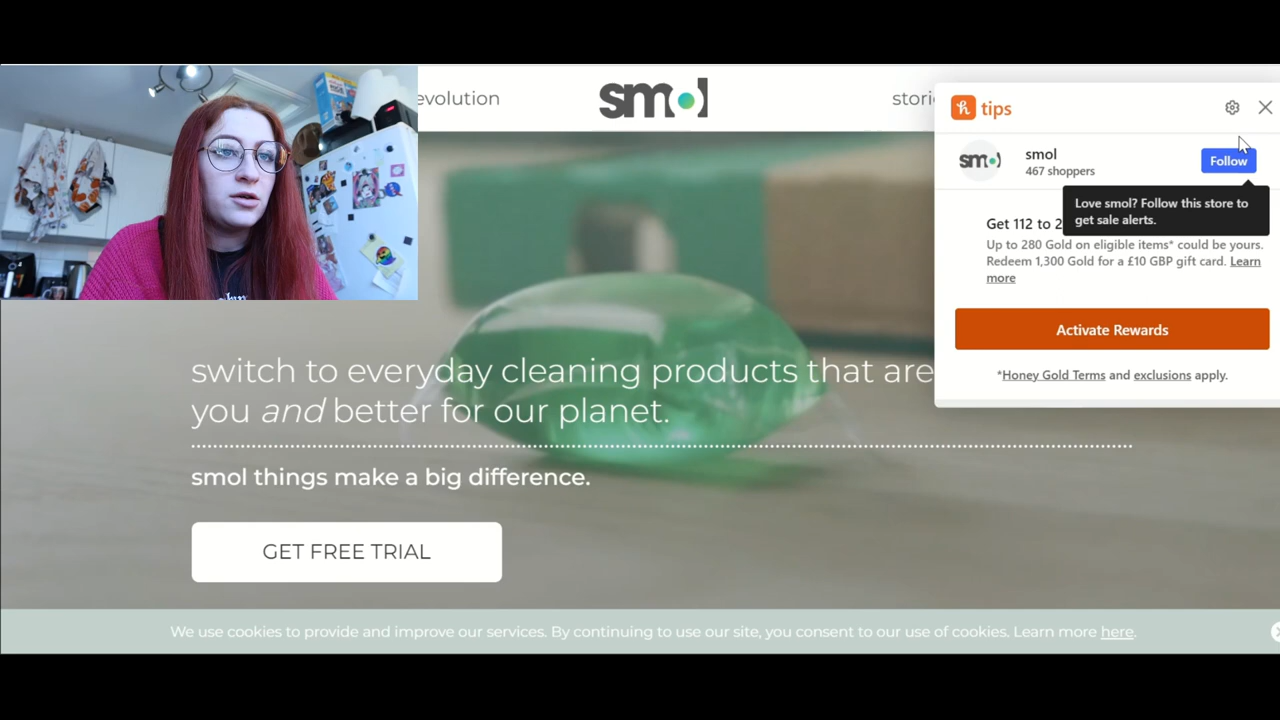 evolution
smol
stori
tips
smol
smol
467 shoppers
Follow
Love smol? Follow this store to
get sale alerts.
Get 112 to 2
Up to 280 Gold on eligible items* could be yours.
Redeem 1,300 Gold for a £10 GBP gift card. Learn
more
Activate Rewards
*Honey Gold Terms and exclusions apply.
switch to everyday cleaning products that are
you and better for our planet.
smol things make a big difference.
GET FREE TRIAL
We use cookies to provide and improve our services. By continuing to use our site, you consent to our use of cookies. Learn more here.